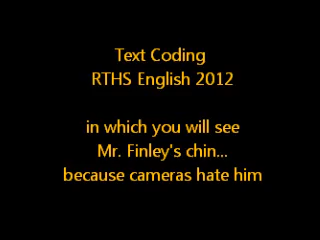 Text Coding
RTHS English 2012
in which you will see
Mr. Finley's chin...
because cameras hate him